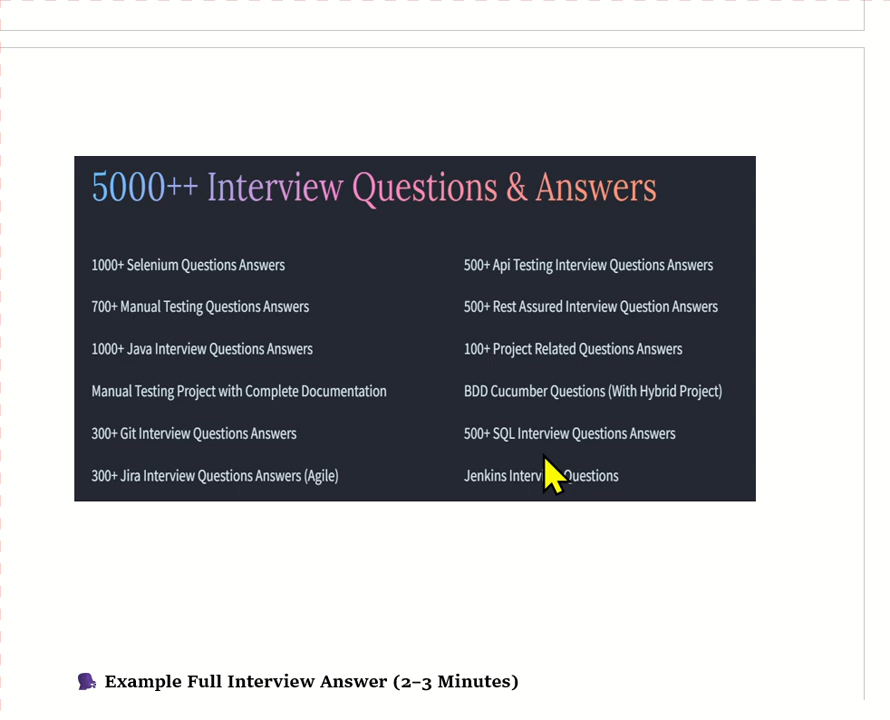 5000++ Interview Questions & Answers
1000+ Selenium Questions Answers
700+ Manual Testing Questions Answers
1000+ Java Interview Questions Answers
Manual Testing Project with Complete Documentation
300+ Git Interview Questions Answers
300+ Jira Interview Questions Answers (Agile)
500+ Api Testing Interview Questions Answers
500+ Rest Assured Interview Question Answers
100+ Project Related Questions Answers
BDD Cucumber Questions (With Hybrid Project)
500+ SQL Interview Questions Answers
Jenkins Interview Questions
Example Full Interview Answer (2–3 Minutes)